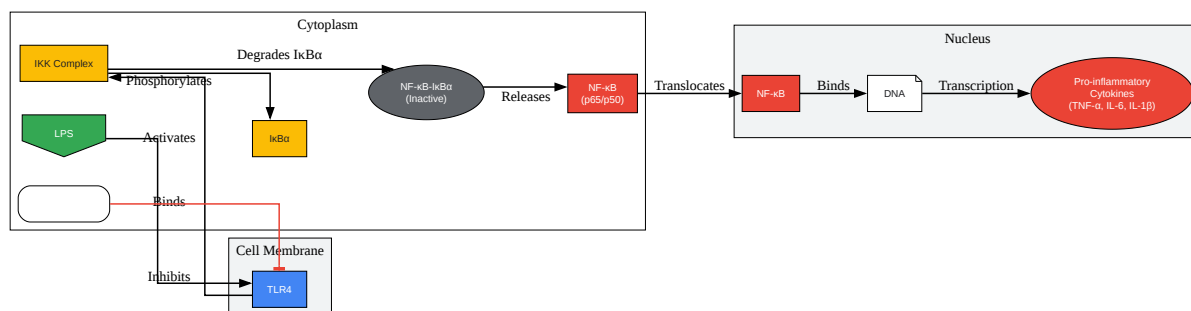 Cytoplasm
IKK Complex
Degrades IκBα
Phosphorylates
NF-κB-IκBα
(Inactive)
Releases
NF-κB
(p65/p50)
Translocates
LPS
Activates
IκBα
Binds
Cell Membrane
Inhibits
TLR4
Nucleus
NF-κB
Binds
DNA
Transcription
Pro-inflammatory
Cytokines
(TNF-α, IL-6, IL-1β)